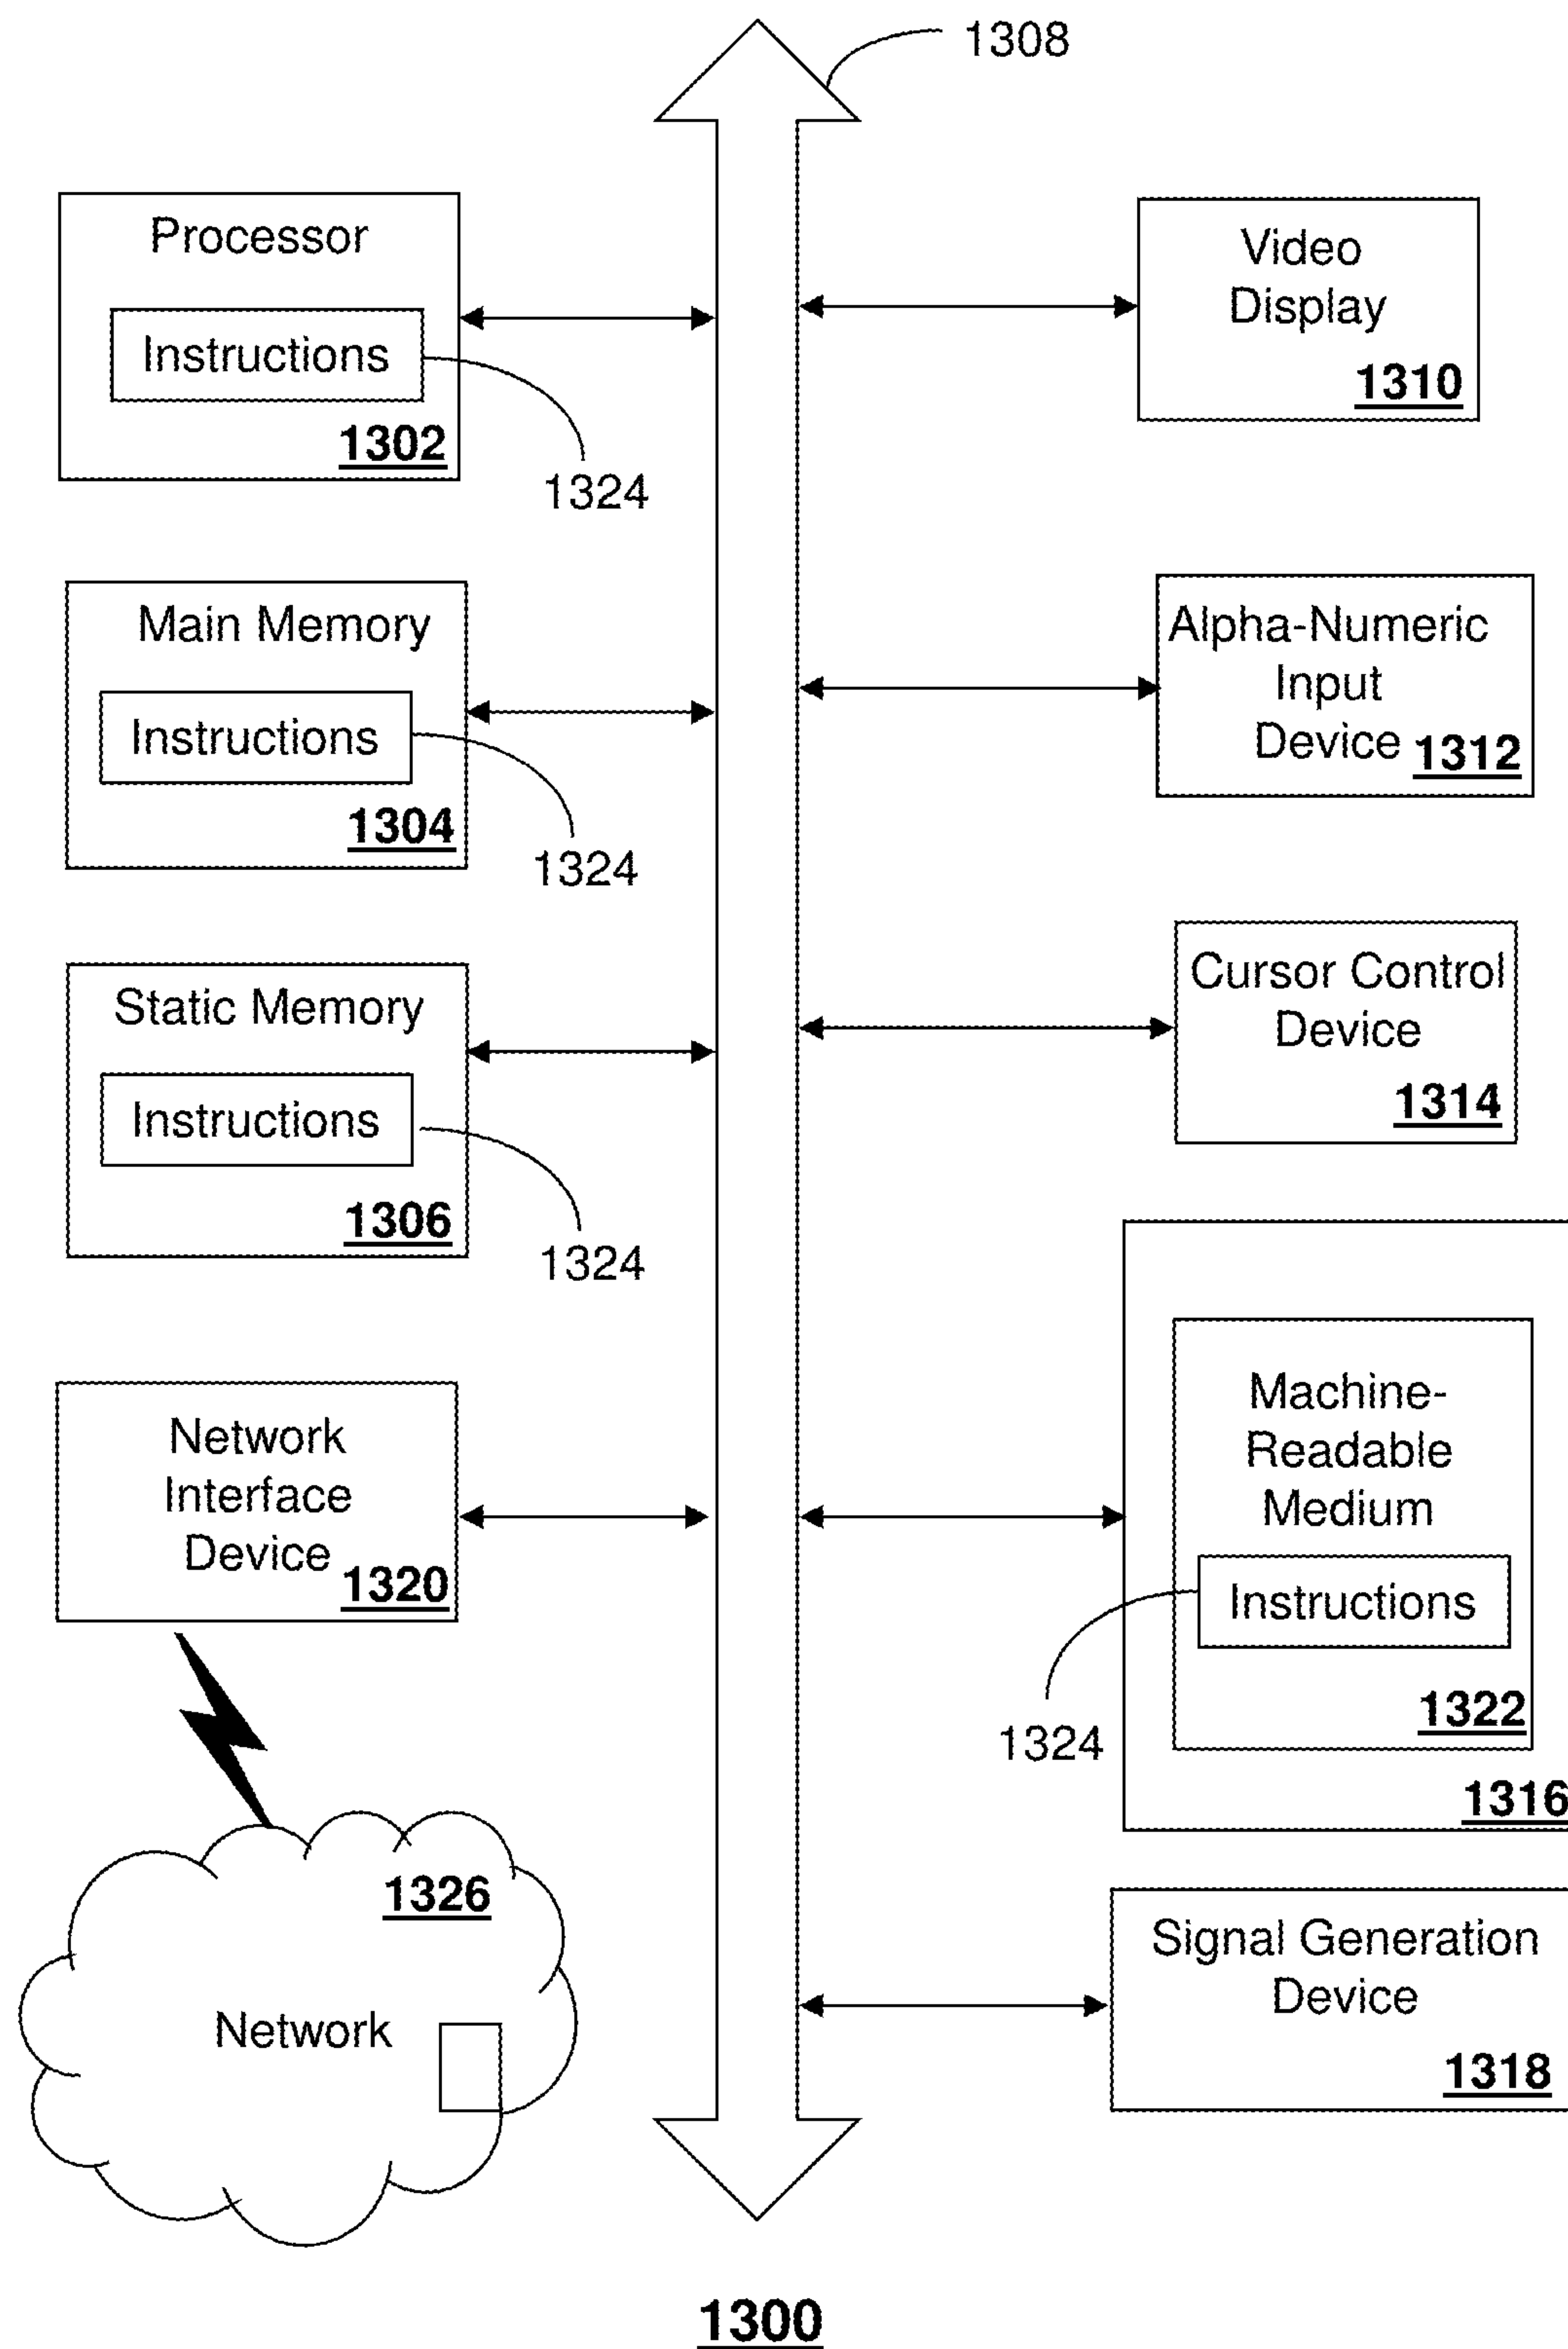 1308
Processor
Instructions
1302
1324
Main Memory
Instructions
1304
1324
Static Memory
Instructions
1306
1324
Network
Interface
Device
1320
1326
Network
Video
Display
1310
Alpha-Numeric
Input
Device 1312
Cursor Control
Device
1314
Machine-
Readable
Medium
Instructions
1322
1324
1316
Signal Generation
Device
1318
1300